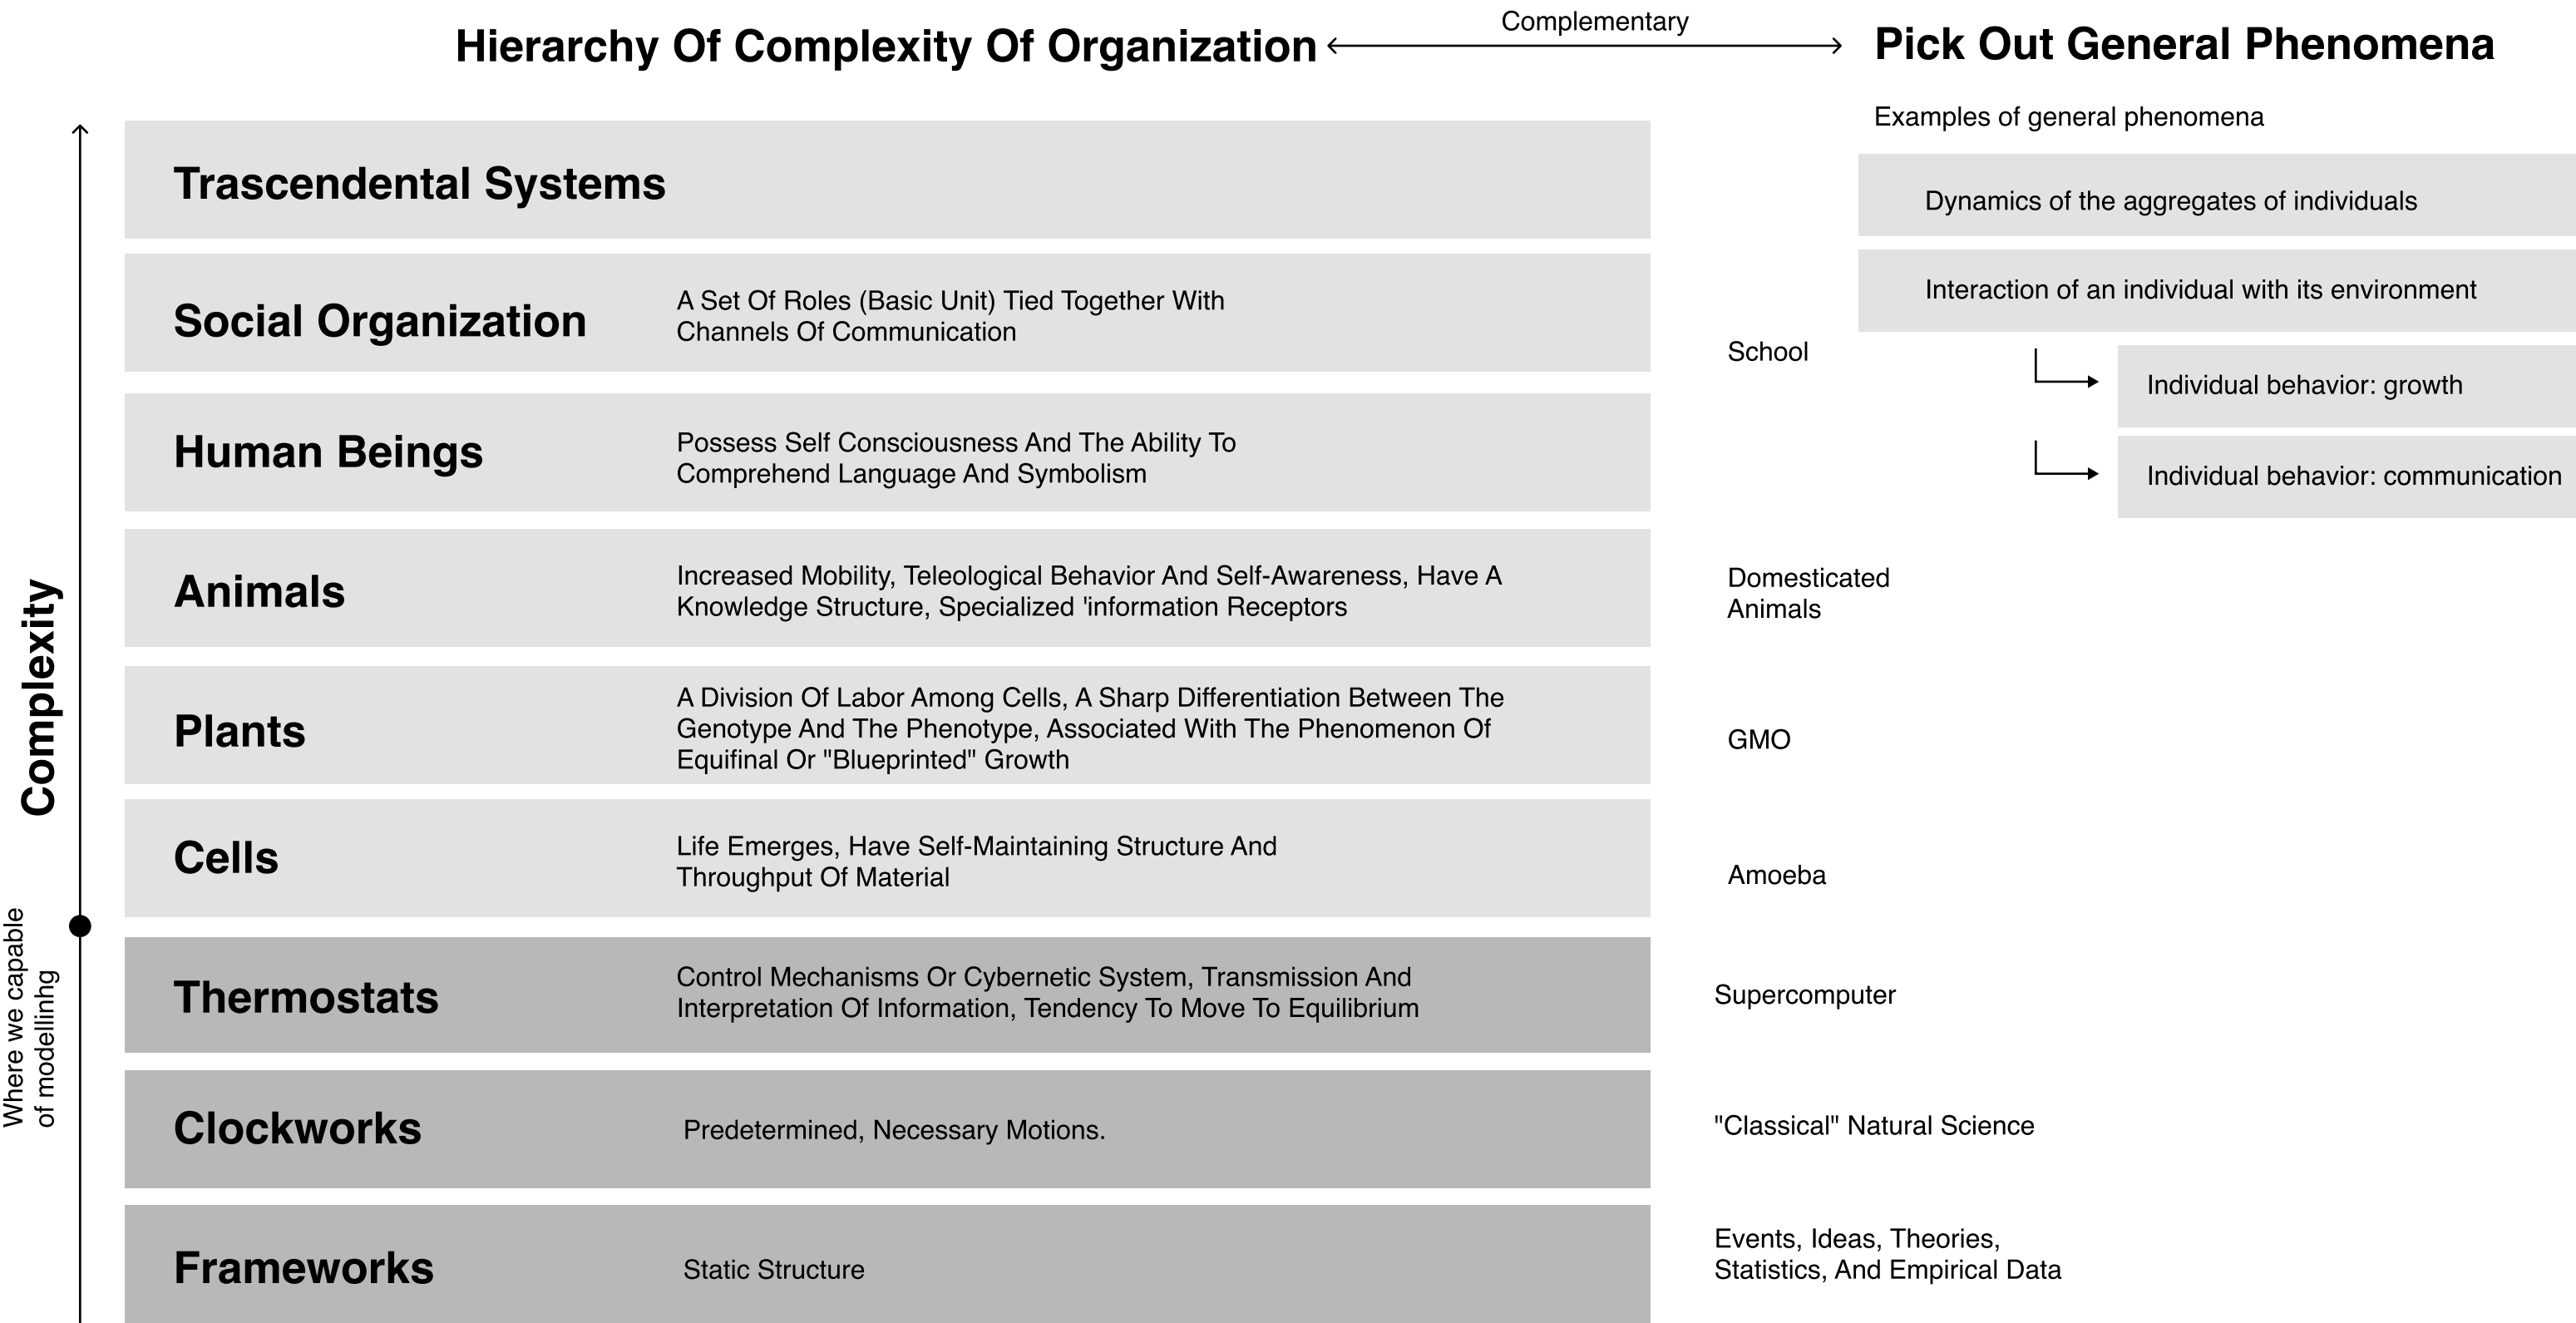 Hierarchy Of Complexity Of Organization
Complementary
Pick Out General Phenomena
Examples of general phenomena
Trascendental Systems
Dynamics of the aggregates of individuals
Interaction of an individual with its environment
Social Organization
A Set Of Roles (Basic Unit) Tied Together With
Channels Of Communication
School
Individual behavior: growth
Individual behavior: communication
Human Beings
Possess Self Consciousness And The Ability To
Comprehend Language And Symbolism
Animals
Increased Mobility, Teleological Behavior And Self-Awareness, Have A
Knowledge Structure, Specialized 'information Receptors
Domesticated
Animals
Complexity
Plants
A Division Of Labor Among Cells, A Sharp Differentiation Between The
Genotype And The Phenotype, Associated With The Phenomenon Of
Equifinal Or "Blueprinted" Growth
GMO
Cells
Life Emerges, Have Self-Maintaining Structure And
Throughput Of Material
Amoeba
Where we capable
of modellinhg
Thermostats
Control Mechanisms Or Cybernetic System, Transmission And
Interpretation Of Information, Tendency To Move To Equilibrium
Supercomputer
Clockworks
Predetermined, Necessary Motions.
"Classical" Natural Science
Frameworks
Static Structure
Events, Ideas, Theories,
Statistics, And Empirical Data